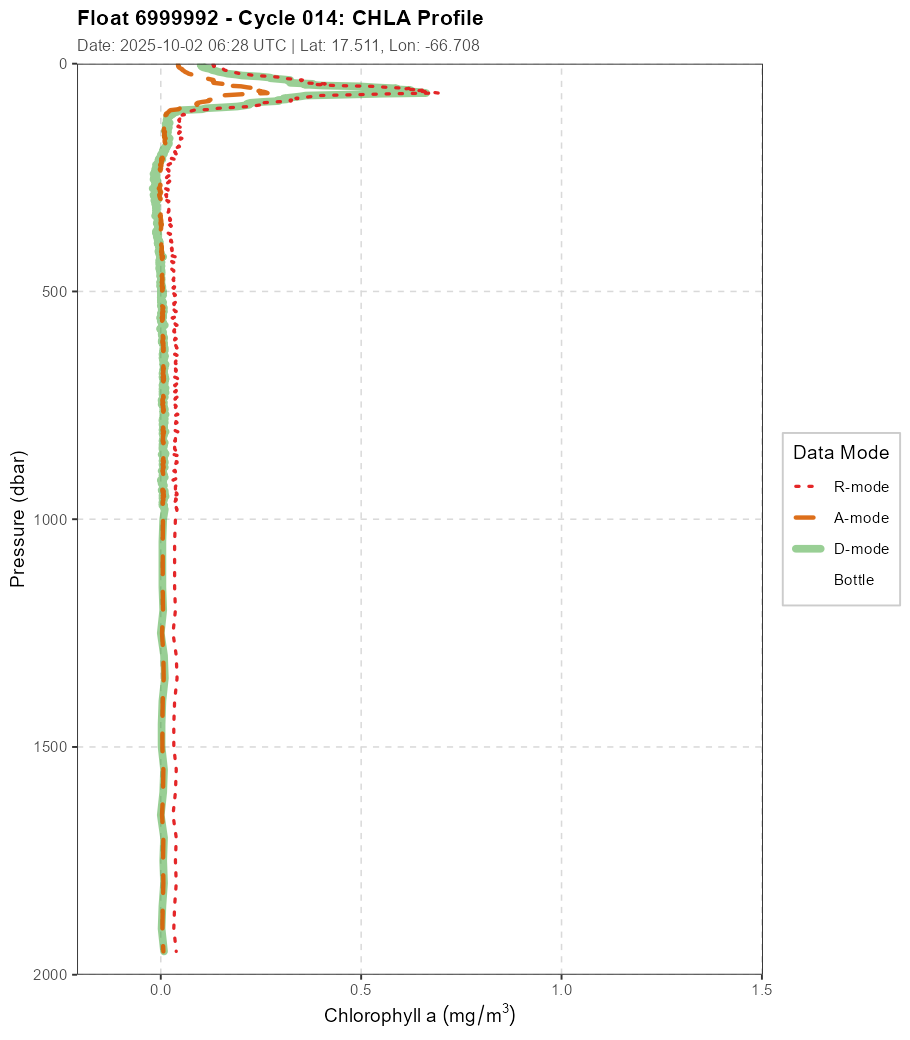 Float 6999992 - Cycle 014: CHLA Profile
Date: 2025-10-02 06:28 UTC | Lat: 17.511, Lon: -66.708
0
500
1000
1500
2000
Pressure (dbar)
0.0 0.5 1.0 1.5
Chlorophyll a (mg/m³)
Data Mode
R-mode
A-mode
D-mode
Bottle